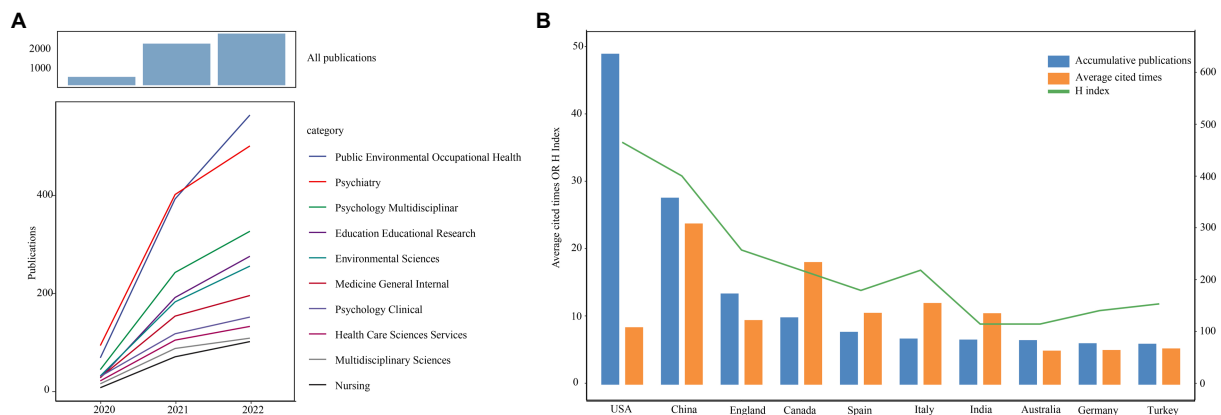 A
2000
1000
All publications
400
200
0
Publications
2020
2021
2022
category
Public Environmental Occupational Health
Psychiatry
Psychology Multidisciplinar
Education Educational Research
Environmental Sciences
Medicine General Internal
Psychology Clinical
Health Care Sciences Services
Multidisciplinary Sciences
Nursing
B
50
40
30
20
10
0
Average cited times OR H Index
Accumulative publications
Average cited times
H index
600
500
400
300
200
100
0
USA
China
England
Canada
Spain
Italy
India
Australia
Germany
Turkey